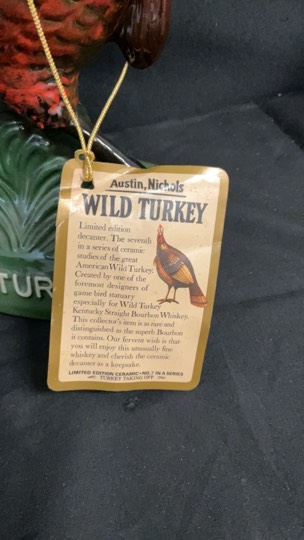 Austin, Nichols
WILD TURKEY
Limited edition
decanter. The seventh
in a series of ceramic
studies of the great
American Wild Turkey.
Created by one of the
foremost designers of
game bird statuary
especially for Wild Turkey
Kentucky Straight Bourbon Whiskey.
This collector's item is as rare and
distinguished as the superb Bourbon
it contains. Our fervent wish is that
you will enjoy this unusually fine
whiskey and cherish the ceramic
decanter as a keepsake.
LIMITED EDITION CERAMIC • NO. 7 IN A SERIES
TURKEY TAKING OFF
TUR